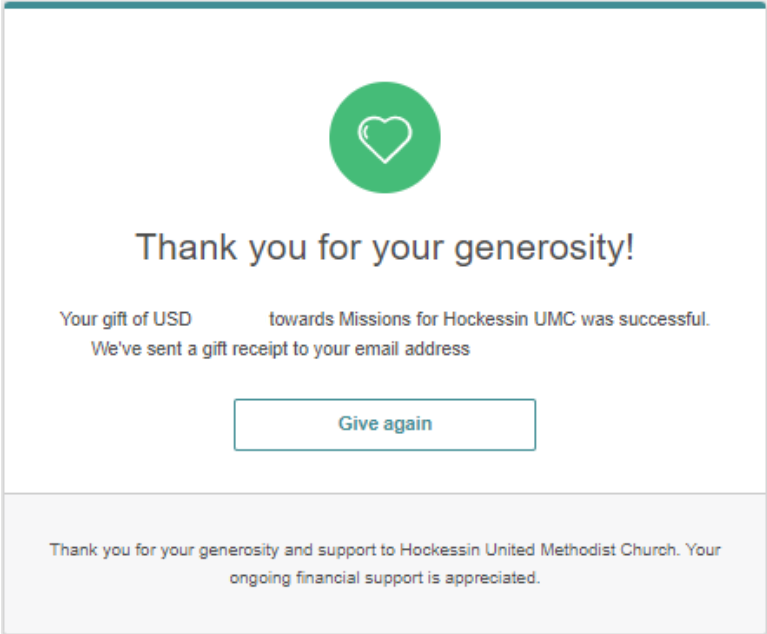 Thank you for your generosity!
Your gift of USD towards Missions for Hockessin UMC was successful.
We've sent a gift receipt to your email address
Give again
Thank you for your generosity and support to Hockessin United Methodist Church. Your
ongoing financial support is appreciated.